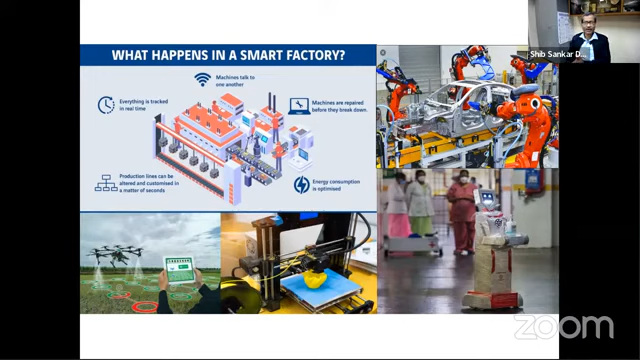 Shib Sankar D...
WHAT HAPPENS IN A SMART FACTORY?
Machines talk to
one another
Everything is tracked
in real time
Machines are repaired
before they break down.
Production lines can be
altered and customised in
a matter of seconds
Energy consumption
is optimised
zoom